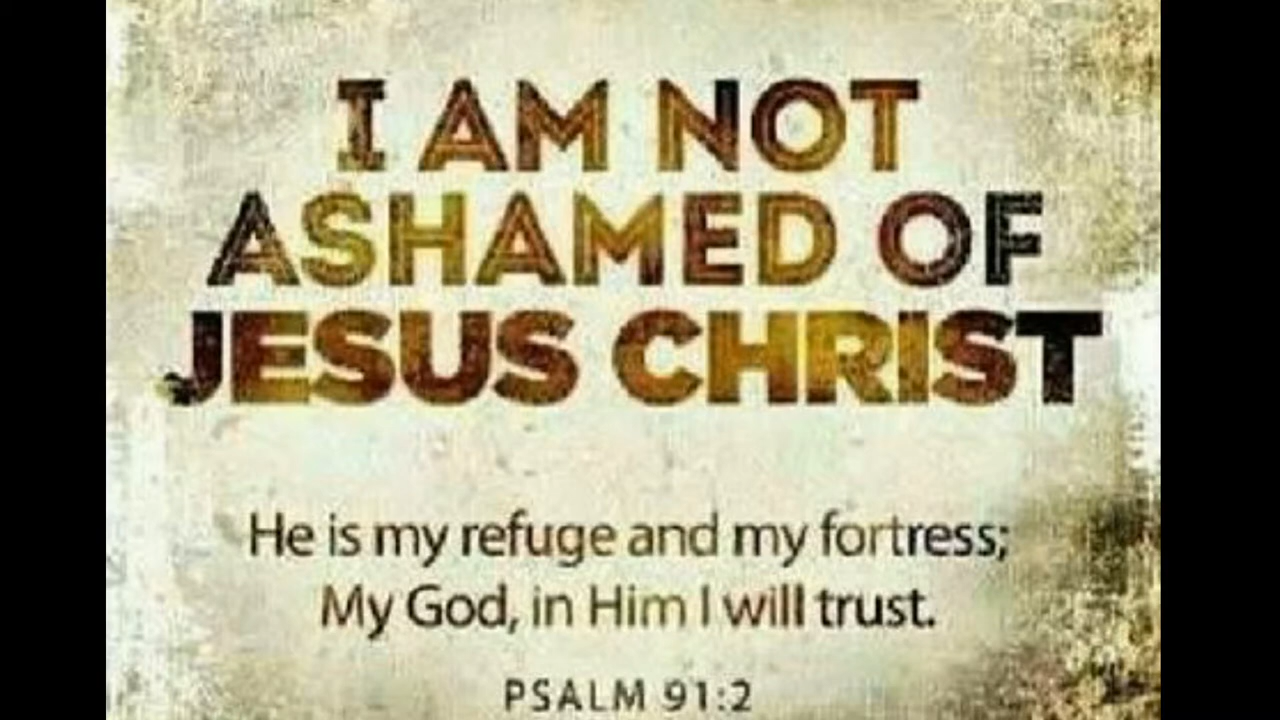 I AM NOT
ASHAMED OF
JESUS CHRIST
He is my refuge and my fortress;
My God, in Him I will trust.
PSALM 91:2